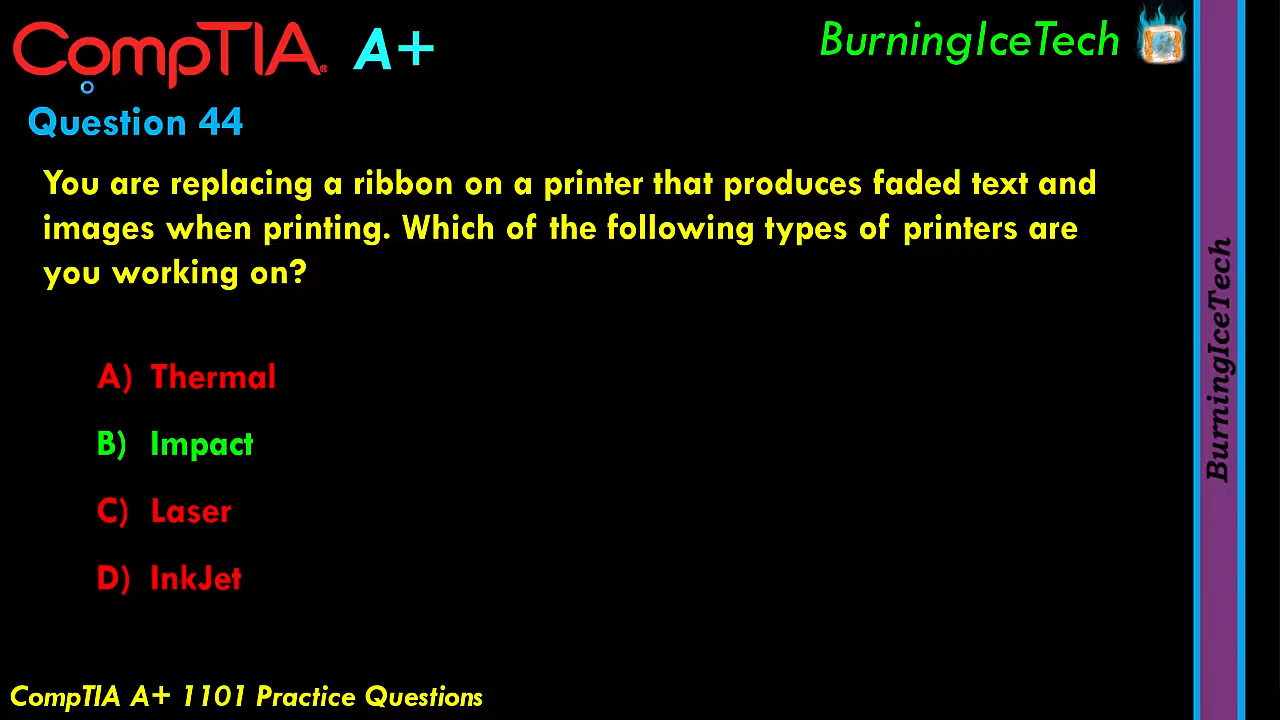 CompTIA® A+
BurningIceTech
Question 44
You are replacing a ribbon on a printer that produces faded text and
images when printing. Which of the following types of printers are
you working on?
A) Thermal
B) Impact
C) Laser
D) InkJet
BurningIceTech
CompTIA A+ 1101 Practice Questions